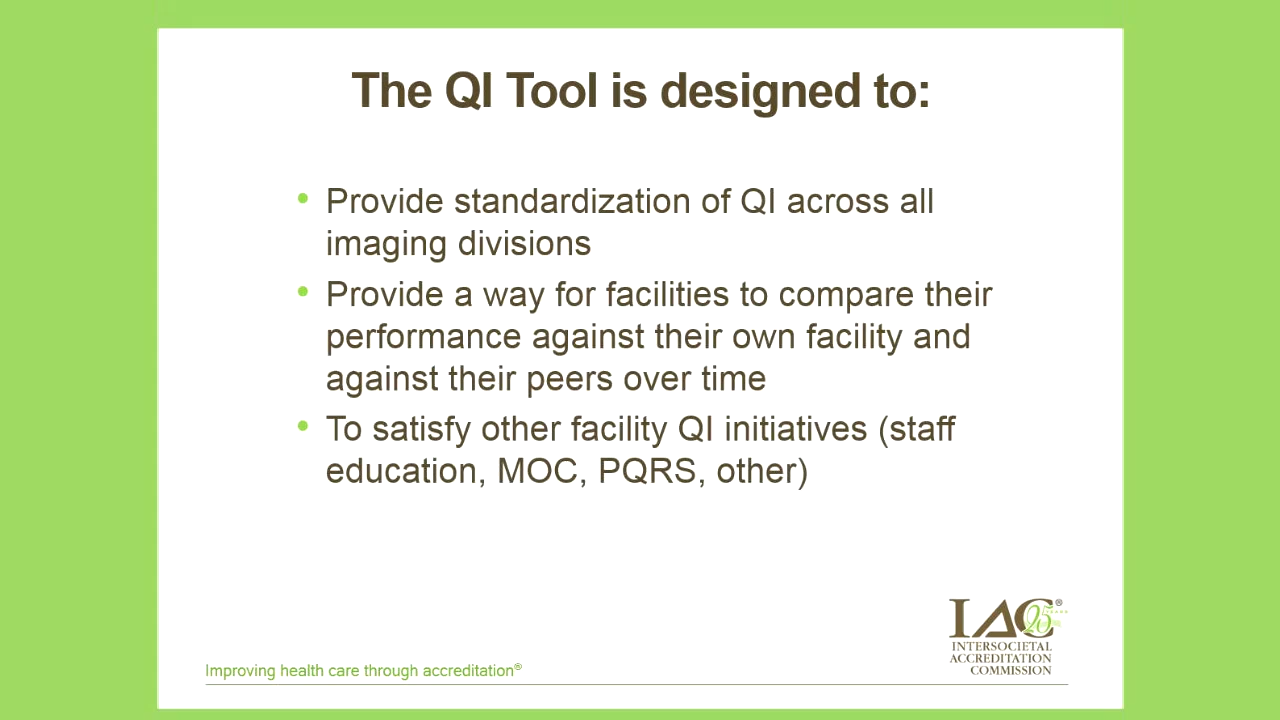 The QI Tool is designed to:
• Provide standardization of QI across all
imaging divisions
• Provide a way for facilities to compare their
performance against their own facility and
against their peers over time
• To satisfy other facility QI initiatives (staff
education, MOC, PQRS, other)
IAC®
25 YEARS
INTERSOCIETAL
ACCREDITATION
COMMISSION
Improving health care through accreditation®